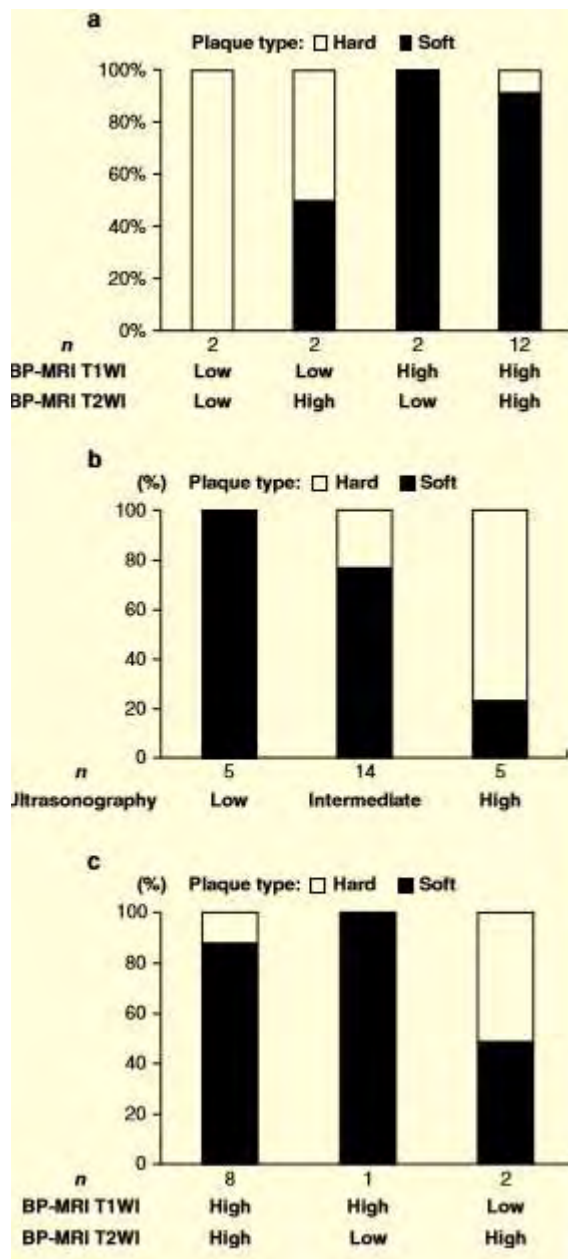 a
Plaque type: Hard Soft
100%
80%
60%
40%
20%
0%
n 2 2 2 12
BP-MRI T1WI Low Low High High
BP-MRI T2WI Low High Low High
b
(%) Plaque type: Hard Soft
100
80
60
40
20
0
n 5 14 5
Ultrasonography Low Intermediate High
c
(%) Plaque type: Hard Soft
100
80
60
40
20
0
n 8 1 2
BP-MRI T1WI High High Low
BP-MRI T2WI High Low High